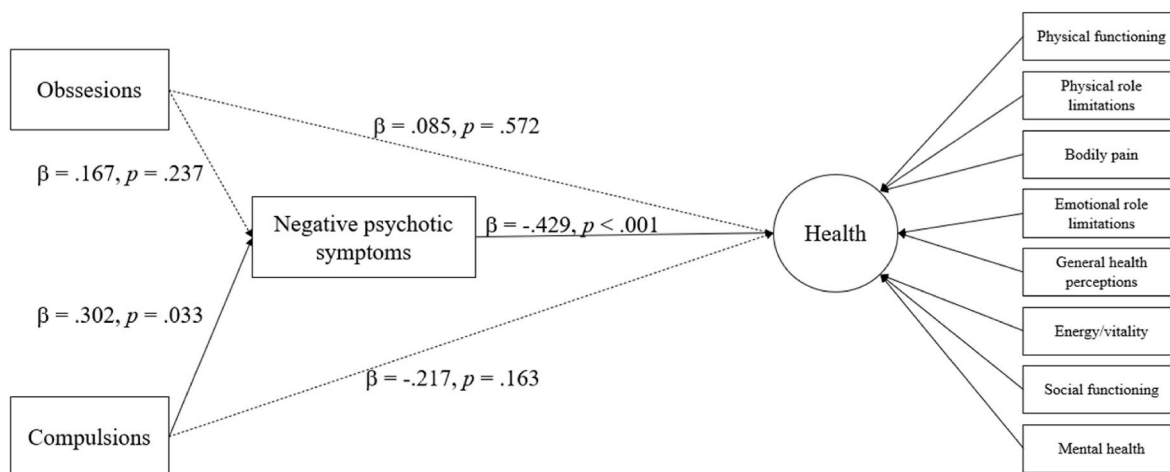 Obssesions
β = .085, p = .572
β = .167, p = .237
Negative psychotic
symptoms
β = -.429, p < .001
Health
β = .302, p = .033
β = -.217, p = .163
Compulsions
Physical functioning
Physical role
limitations
Bodily pain
Emotional role
limitations
General health
perceptions
Energy/vitality
Social functioning
Mental health